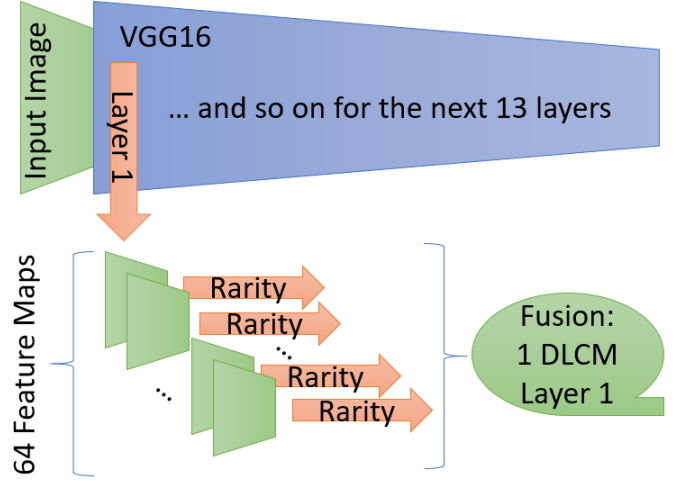 Input Image
VGG16
Layer 1
... and so on for the next 13 layers
64 Feature Maps
Rarity
Rarity
...
Rarity
...
Rarity
Fusion:
1 DLCM
Layer 1